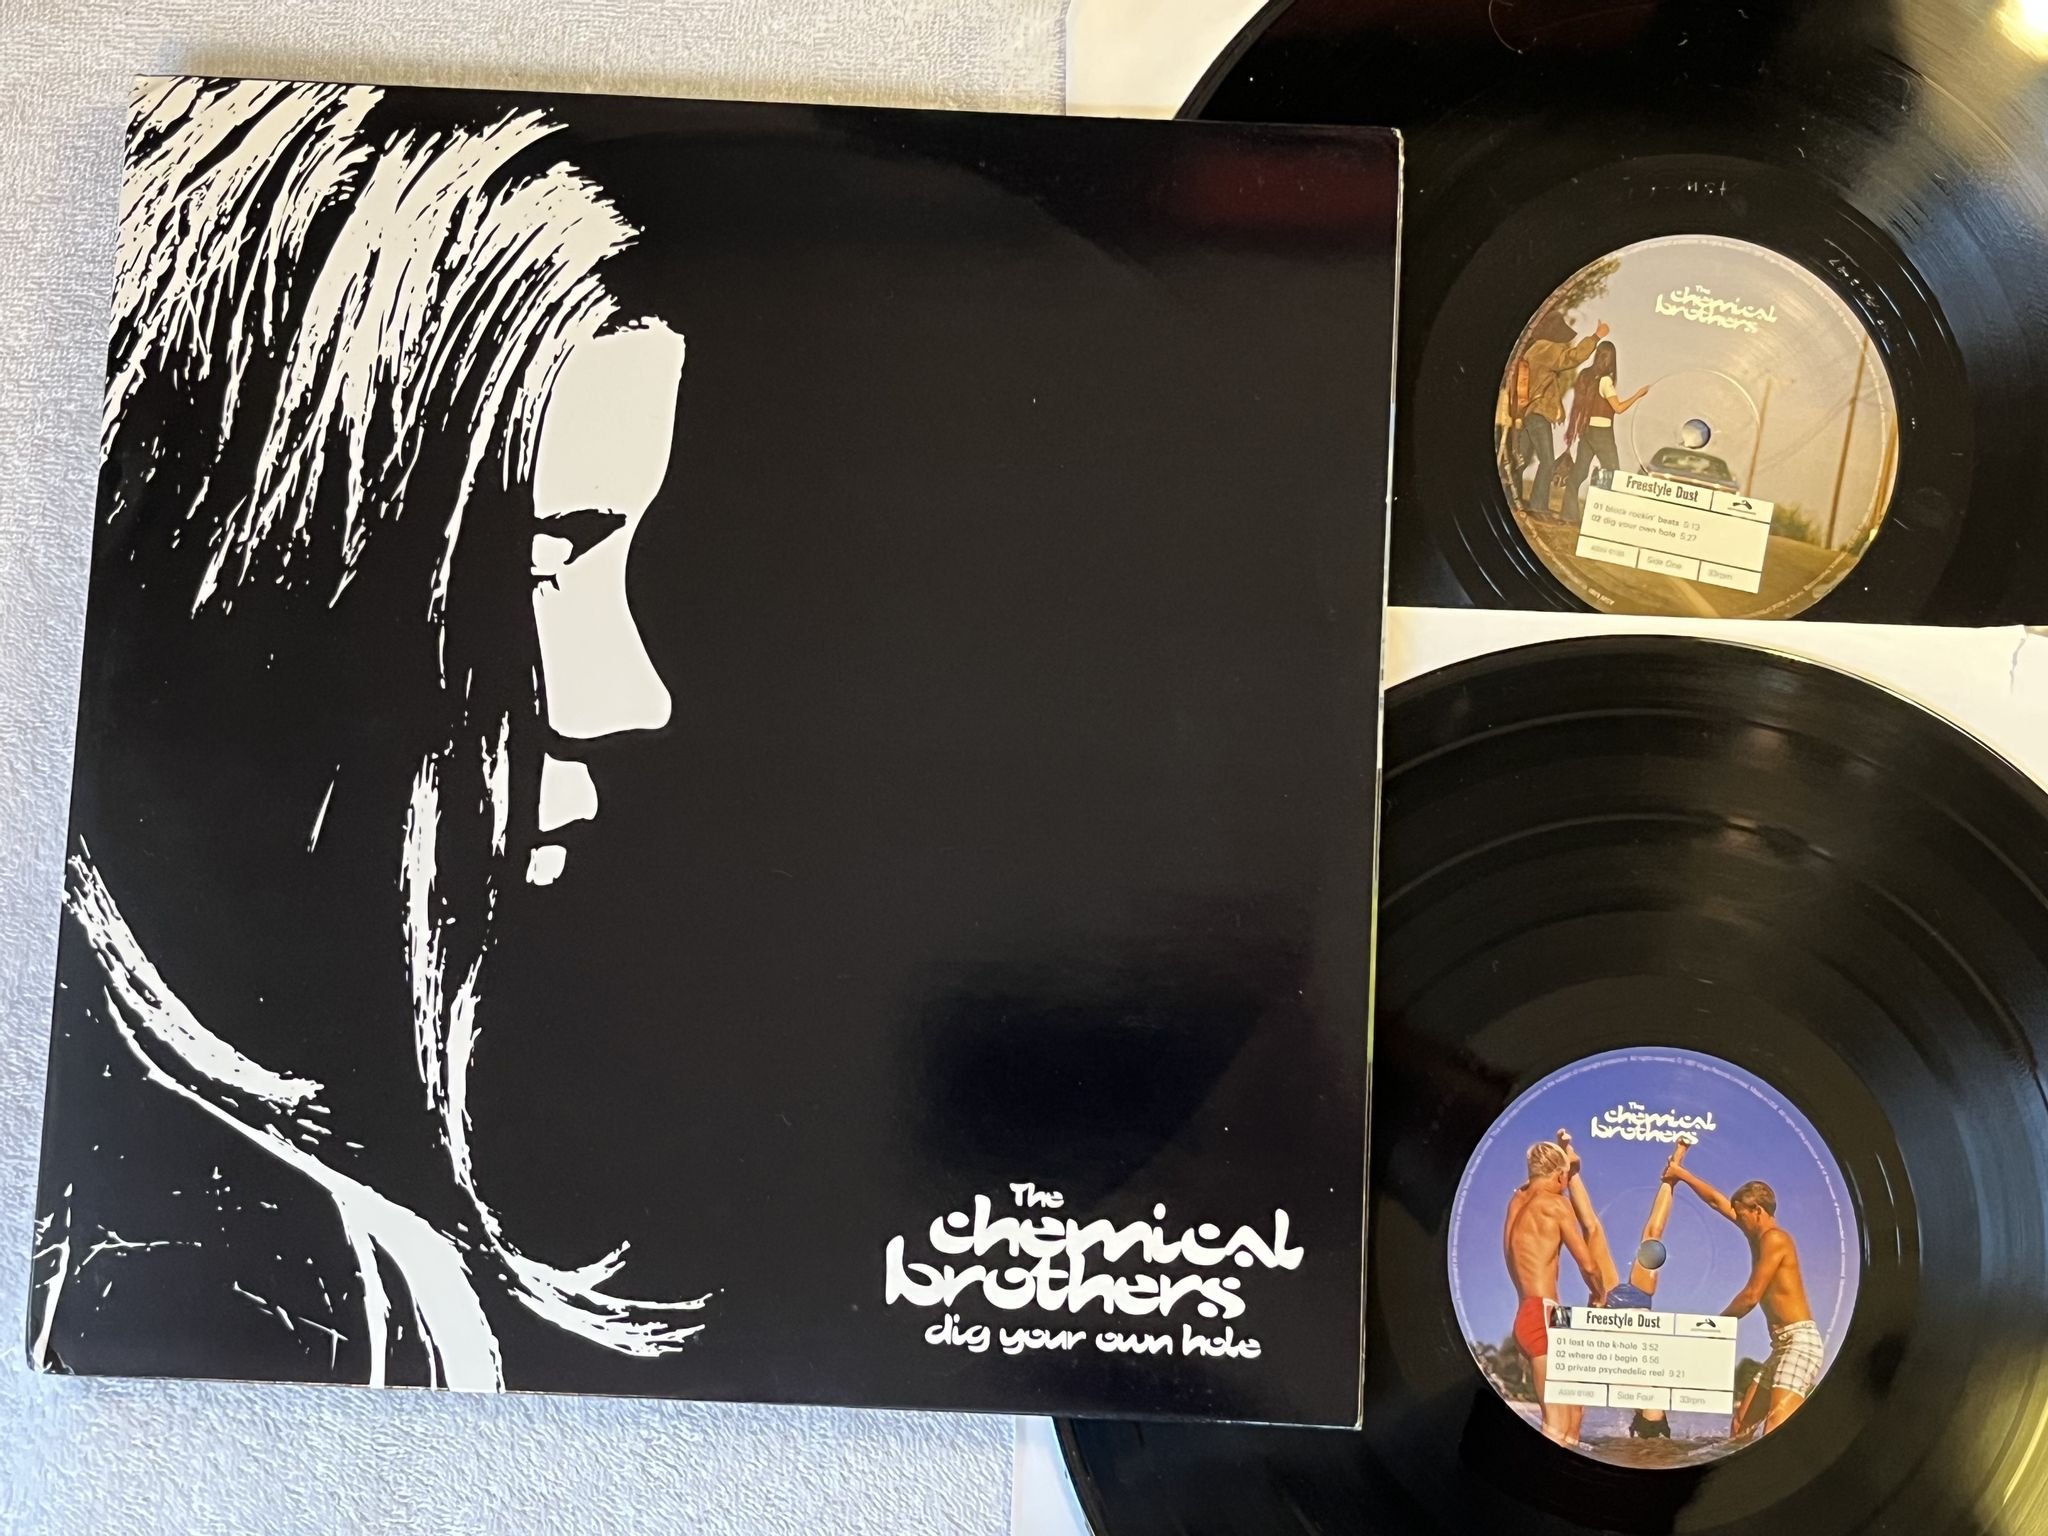 The
chemical
brothers
dig your own hole
The
chemical
brothers
Freestyle Dust
01 block rockin' beats 5:13
02 dig your own hole 5:27
Side One
33rpm
The
chemical
brothers
Freestyle Dust
01 lost in the k-hole 3:52
02 where do i begin 6:56
03 private psychedelic reel 9:21
ASW 6180
Side Four
33rpm